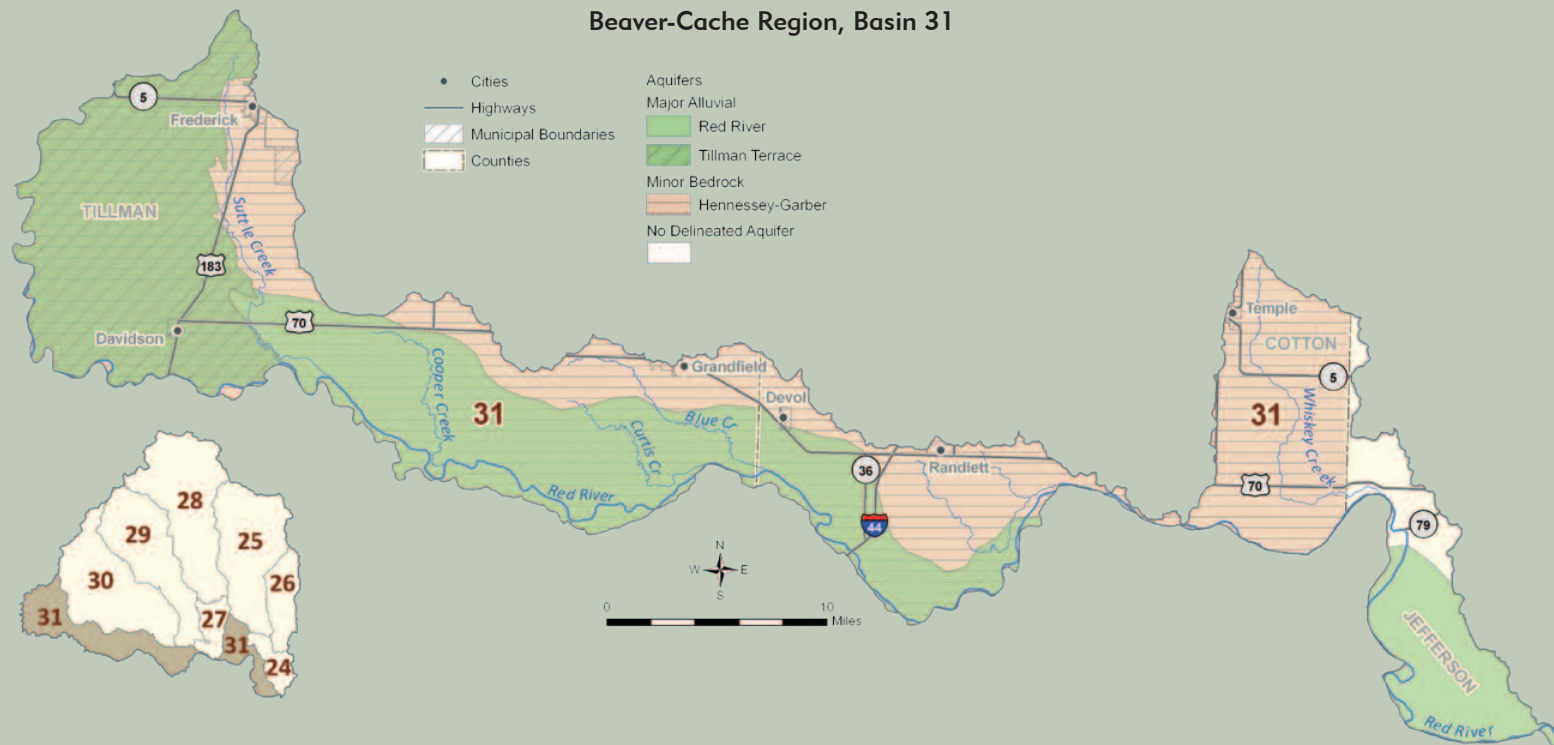 Beaver-Cache Region, Basin 31
Cities
Highways
Municipal Boundaries
Counties
Aquifers
Major Alluvial
Red River
Tillman Terrace
Minor Bedrock
Hennessey-Garber
No Delineated Aquifer
5
Frederick
TILLMAN
Suttle Creek
183
Davidson
70
Cooper Creek
31
Grandfield
Devol
Blue Cr
Curtis Cr
Red River
36
Randlett
44
Temple
COTTON
5
31
Whiskey Creek
70
79
JEFFERSON
Red River
N
W E
S
0 10
Miles
28
29
25
30
26
31
27
31
24